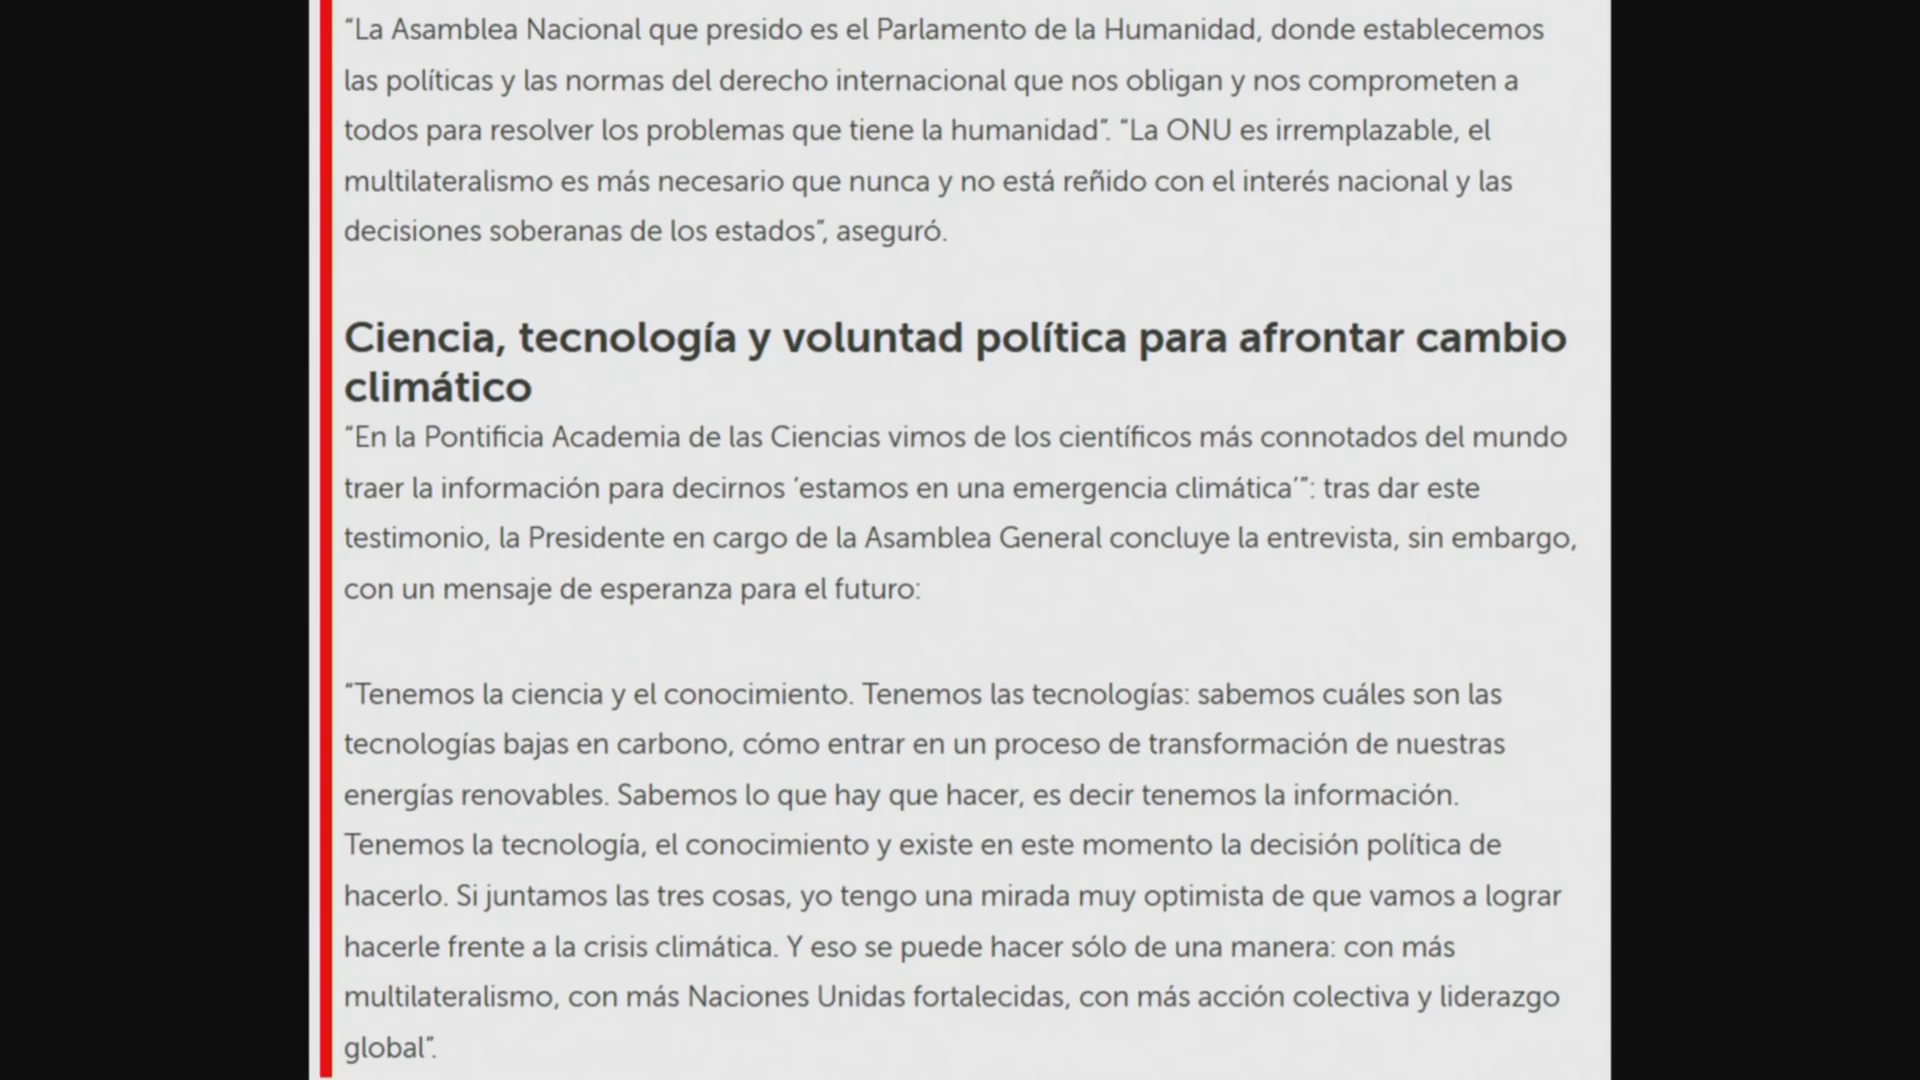 “La Asamblea Nacional que presido es el Parlamento de la Humanidad, donde establecemos
las políticas y las normas del derecho internacional que nos obligan y nos comprometen a
todos para resolver los problemas que tiene la humanidad”. “La ONU es irremplazable, el
multilateralismo es más necesario que nunca y no está reñido con el interés nacional y las
decisiones soberanas de los estados”, aseguró.
Ciencia, tecnología y voluntad política para afrontar cambio
climático
“En la Pontificia Academia de las Ciencias vimos de los científicos más connotados del mundo
traer la información para decirnos ‘estamos en una emergencia climática’”: tras dar este
testimonio, la Presidente en cargo de la Asamblea General concluye la entrevista, sin embargo,
con un mensaje de esperanza para el futuro:
“Tenemos la ciencia y el conocimiento. Tenemos las tecnologías: sabemos cuáles son las
tecnologías bajas en carbono, cómo entrar en un proceso de transformación de nuestras
energías renovables. Sabemos lo que hay que hacer, es decir tenemos la información.
Tenemos la tecnología, el conocimiento y existe en este momento la decisión política de
hacerlo. Si juntamos las tres cosas, yo tengo una mirada muy optimista de que vamos a lograr
hacerle frente a la crisis climática. Y eso se puede hacer sólo de una manera: con más
multilateralismo, con más Naciones Unidas fortalecidas, con más acción colectiva y liderazgo
global”.